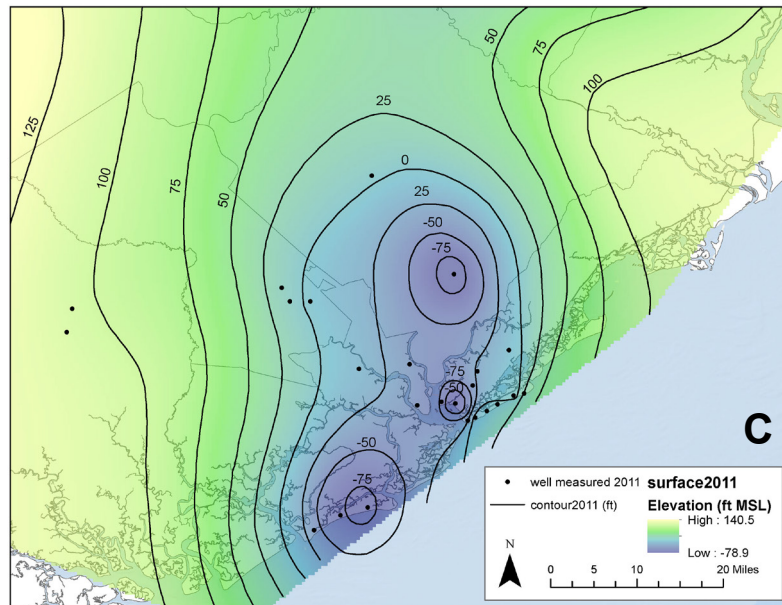 50
75
100
125
100
75
50
25
0
25
-50
-75
-75
-50
-50
-75
C
well measured 2011
contour2011 (ft)
surface2011
Elevation (ft MSL)
High : 140.5
Low : -78.9
N
0 5 10 20 Miles